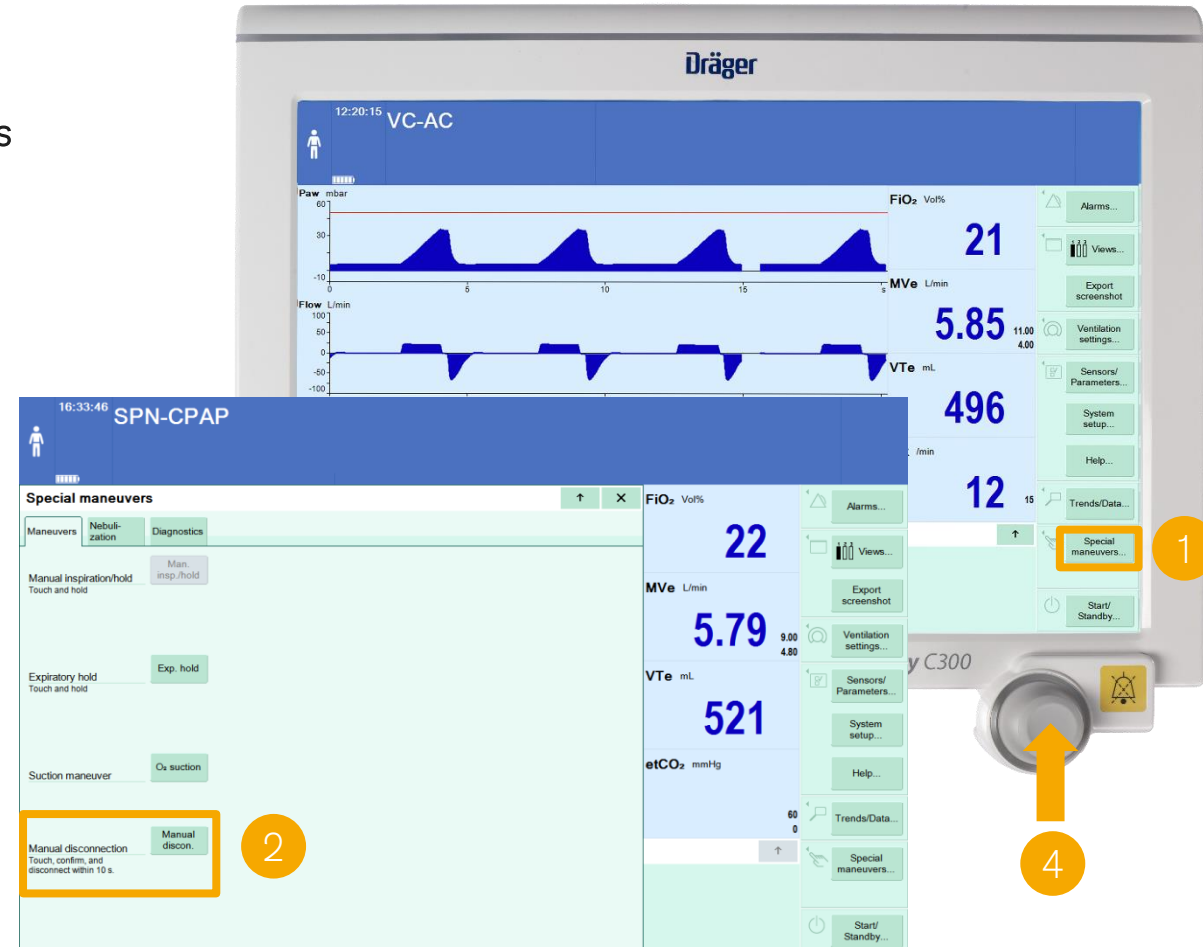 s
Dräger
12:20:15 VC-AC
Paw mbar
60
30
-10
0 5 10 15 s
Flow L/min
100
50
0
-50
-100
FiO₂ Vol%
21
MVe L/min
5.85 11.00
4.00
VTe mL
496
/min
12 15
Alarms...
1 2 3
Views...
Export
screenshot
Ventilation
settings...
Sensors/
Parameters...
System
setup...
Help...
Trends/Data...
Special
maneuvers...
1
Start/
Standby...
y C300
4
16:33:46 SPN-CPAP
Special maneuvers
Maneuvers
Nebuli-
zation
Diagnostics
Manual inspiration/hold
Touch and hold
Man.
insp./hold
Expiratory hold
Touch and hold
Exp. hold
Suction maneuver
O₂ suction
Manual disconnection
Touch, confirm, and
disconnect within 10 s.
Manual
discon.
2
FiO₂ Vol%
22
MVe L/min
5.79 9.00
4.80
VTe mL
521
etCO₂ mmHg
60
0
Alarms...
1 2 3
Views...
Export
screenshot
Ventilation
settings...
Sensors/
Parameters...
System
setup...
Help...
Trends/Data...
Special
maneuvers...
Start/
Standby...